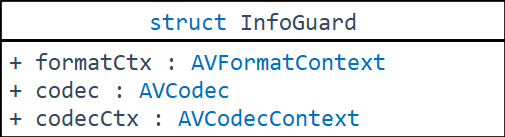 struct InfoGuard
+ formatCtx : AVFormatContext
+ codec : AVCodec
+ codecCtx : AVCodecContext